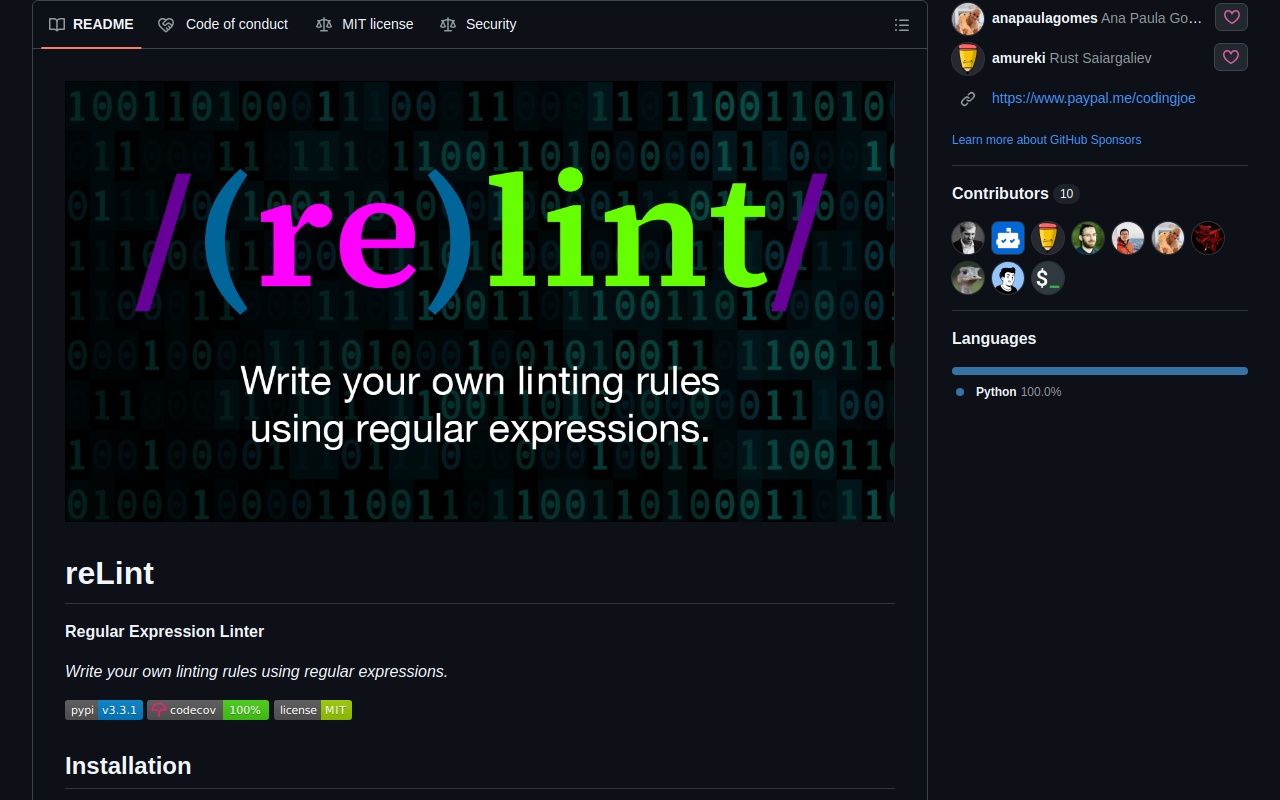 README
Code of conduct
MIT license
Security
/(re)lint/
Write your own linting rules
using regular expressions.
reLint
Regular Expression Linter
Write your own linting rules using regular expressions.
pypi v3.3.1
codecov 100%
license MIT
Installation
anapaulagomes Ana Paula Go...
amureki Rust Saiargaliev
https://www.paypal.me/codingjoe
Learn more about GitHub Sponsors
Contributors 10
$_
Languages
Python 100.0%